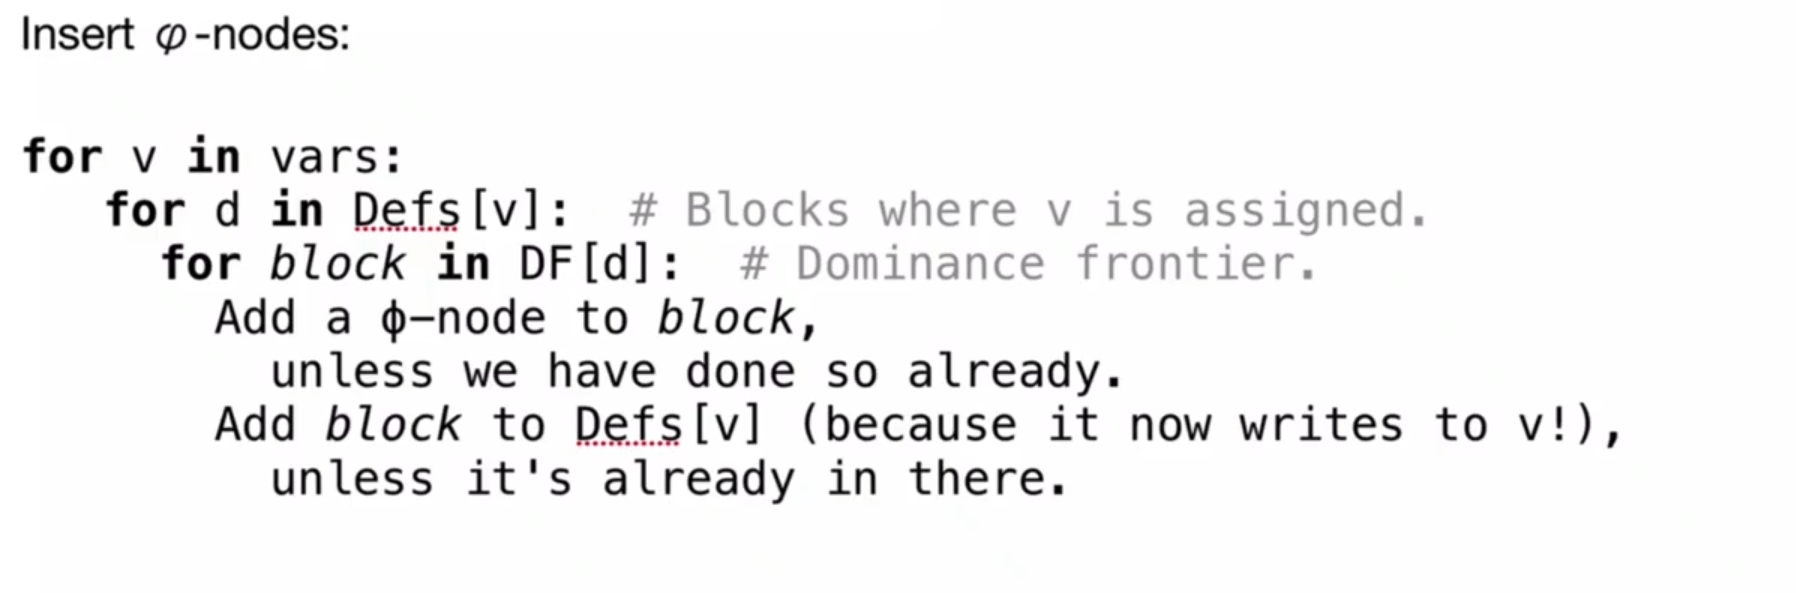 Insert φ-nodes:
for v in vars:
for d in Defs[v]: # Blocks where v is assigned.
for block in DF[d]: # Dominance frontier.
Add a ϕ–node to block,
unless we have done so already.
Add block to Defs[v] (because it now writes to v!),
unless it's already in there.